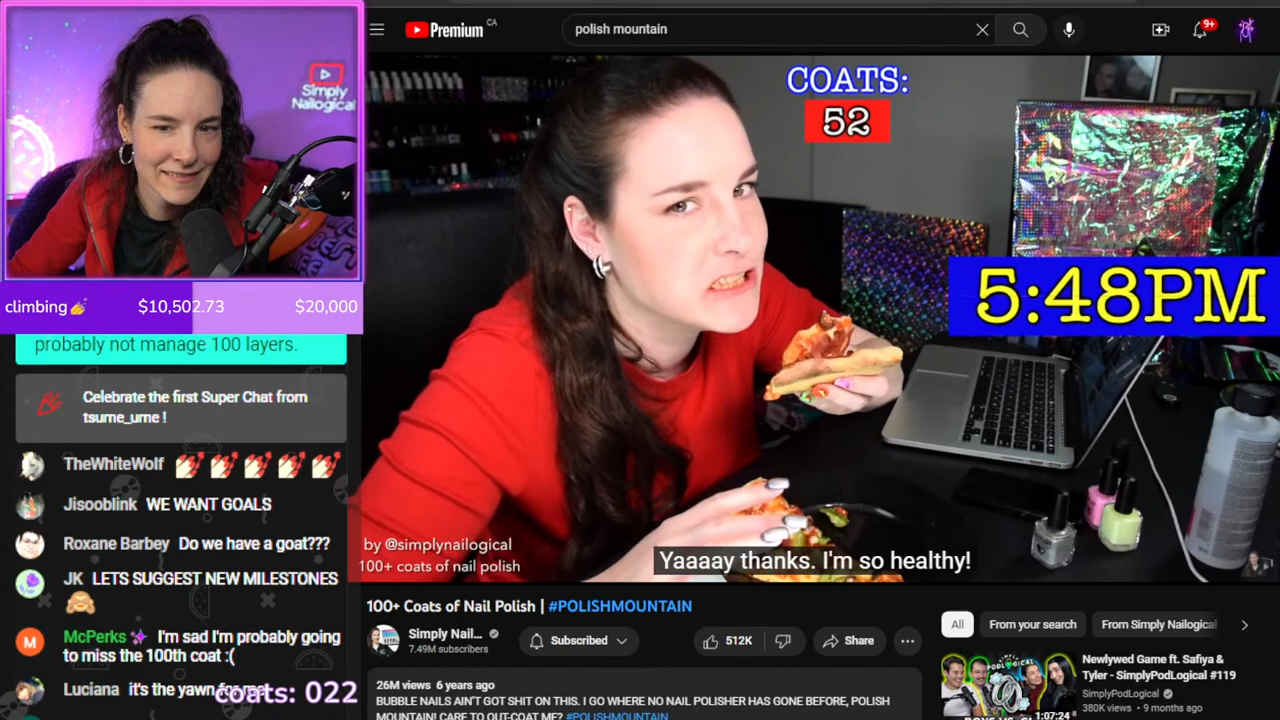 Simply
Nailogical
climbing💅 $10,502.73 $20,000
probably not manage 100 layers.
Celebrate the first Super Chat from
tsume_ume !
TheWhiteWolf
Jisooblink WE WANT GOALS
Roxane Barbey Do we have a goat???
JK LETS SUGGEST NEW MILESTONES
🙈
M
McPerks I'm sad I'm probably going
to miss the 100th coat :(
Luciana it's the yawn for me
coats: 022
Premium CA
polish mountain
9+
COATS:
52
5:48PM
by @simplynailogical
100+ coats of nail polish
Yaaaay thanks. I'm so healthy!
100+ Coats of Nail Polish | #POLISHMOUNTAIN
Simply Nail...
7.49M subscribers
Subscribed
512K
Share
26M views 6 years ago
BUBBLE NAILS AIN'T GOT SHIT ON THIS. I GO WHERE NO NAIL POLISHER HAS GONE BEFORE, POLISH
MOUNTAIN! CARE TO OUT-COAT ME? #POLISHMOUNTAIN
All From your search From Simply Nailogical
Newlywed Game ft. Safiya &
Tyler - SimplyPodLogical #119
SimplyPodLogical
380K views • 9 months ago
1:07:24